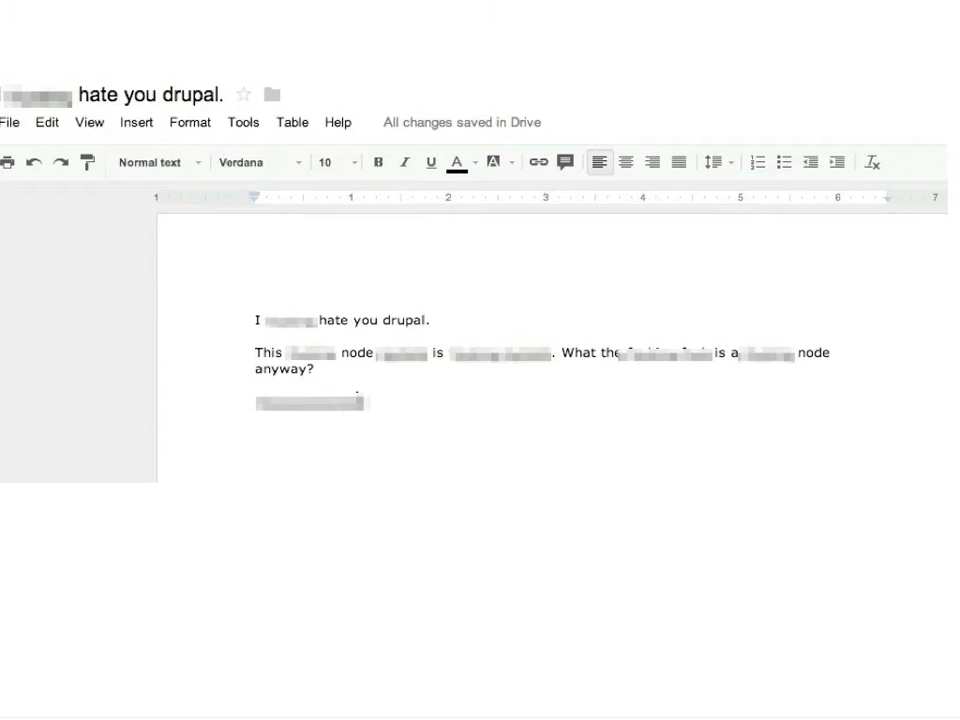 hate you drupal.
File Edit View Insert Format Tools Table Help All changes saved in Drive
Normal text Verdana 10 B I U A A
1 1 2 3 4 5 6 7
I hate you drupal.
This node is . What the is a node
anyway?